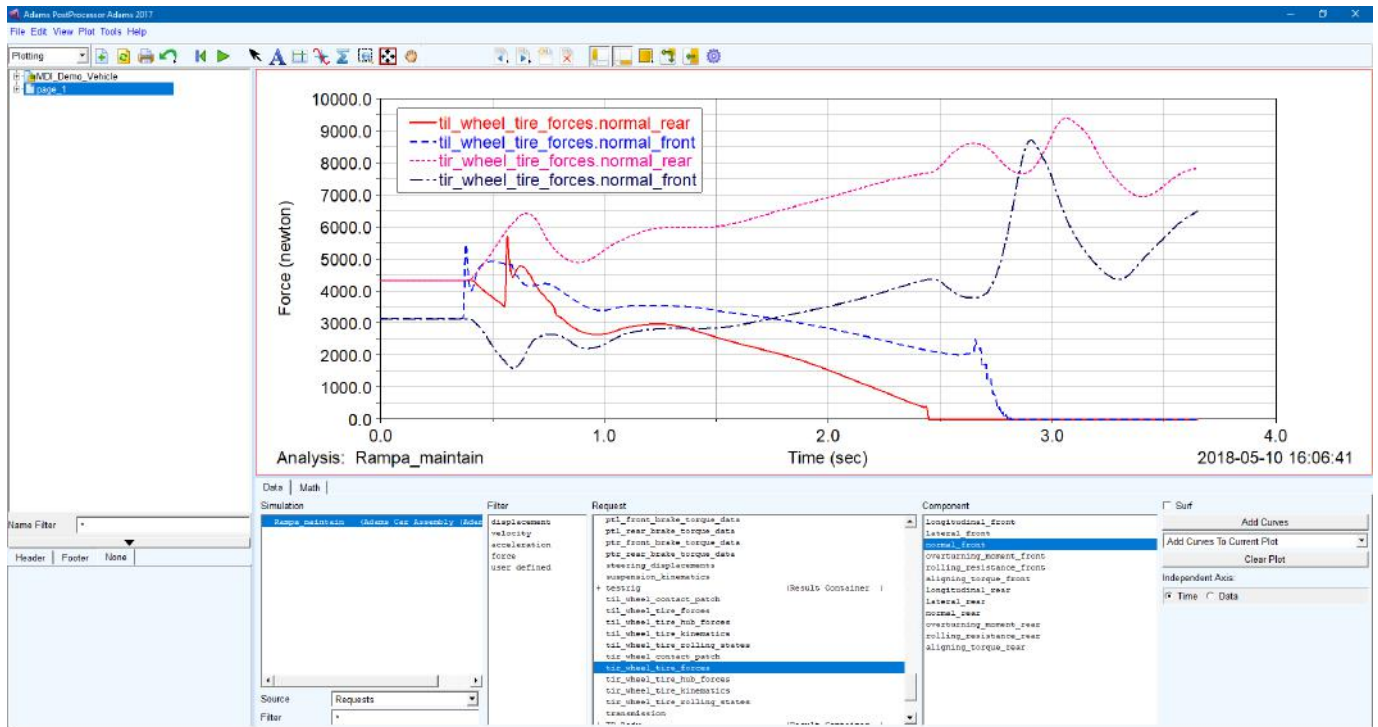 Adams PostProcessor Adams 2017
File Edit View Plot Tools Help
Plotting
MDI_Demo_Vehicle
page_1
10000.0
9000.0
8000.0
7000.0
6000.0
5000.0
4000.0
3000.0
2000.0
1000.0
0.0
Force (newton)
til_wheel_tire_forces.normal_rear
til_wheel_tire_forces.normal_front
tir_wheel_tire_forces.normal_rear
tir_wheel_tire_forces.normal_front
0.0 1.0 2.0 3.0 4.0
Analysis: Rampa_maintain Time (sec) 2018-05-10 16:06:41
Name Filter *
Header Footer None
Data Math
Simulation
Rampa_maintain (Adams Car Assembly (Adam
Source Requests
Filter *
Filter
displacement
velocity
acceleration
force
user defined
Request
ptl_front_brake_torque_data
ptl_rear_brake_torque_data
ptr_front_brake_torque_data
ptr_rear_brake_torque_data
steering_displacements
suspension_kinematics
+ testrig (Result Container )
til_wheel_contact_patch
til_wheel_tire_forces
til_wheel_tire_hub_forces
til_wheel_tire_kinematics
til_wheel_tire_rolling_states
tir_wheel_contact_patch
tir_wheel_tire_forces
tir_wheel_tire_hub_forces
tir_wheel_tire_kinematics
tir_wheel_tire_rolling_states
transmission
Component
longitudinal_front
lateral_front
normal_front
overturning_moment_front
rolling_resistance_front
aligning_torque_front
longitudinal_rear
lateral_rear
normal_rear
overturning_moment_rear
rolling_resistance_rear
aligning_torque_rear
Surf
Add Curves
Add Curves To Current Plot
Clear Plot
Independent Axis:
Time Data